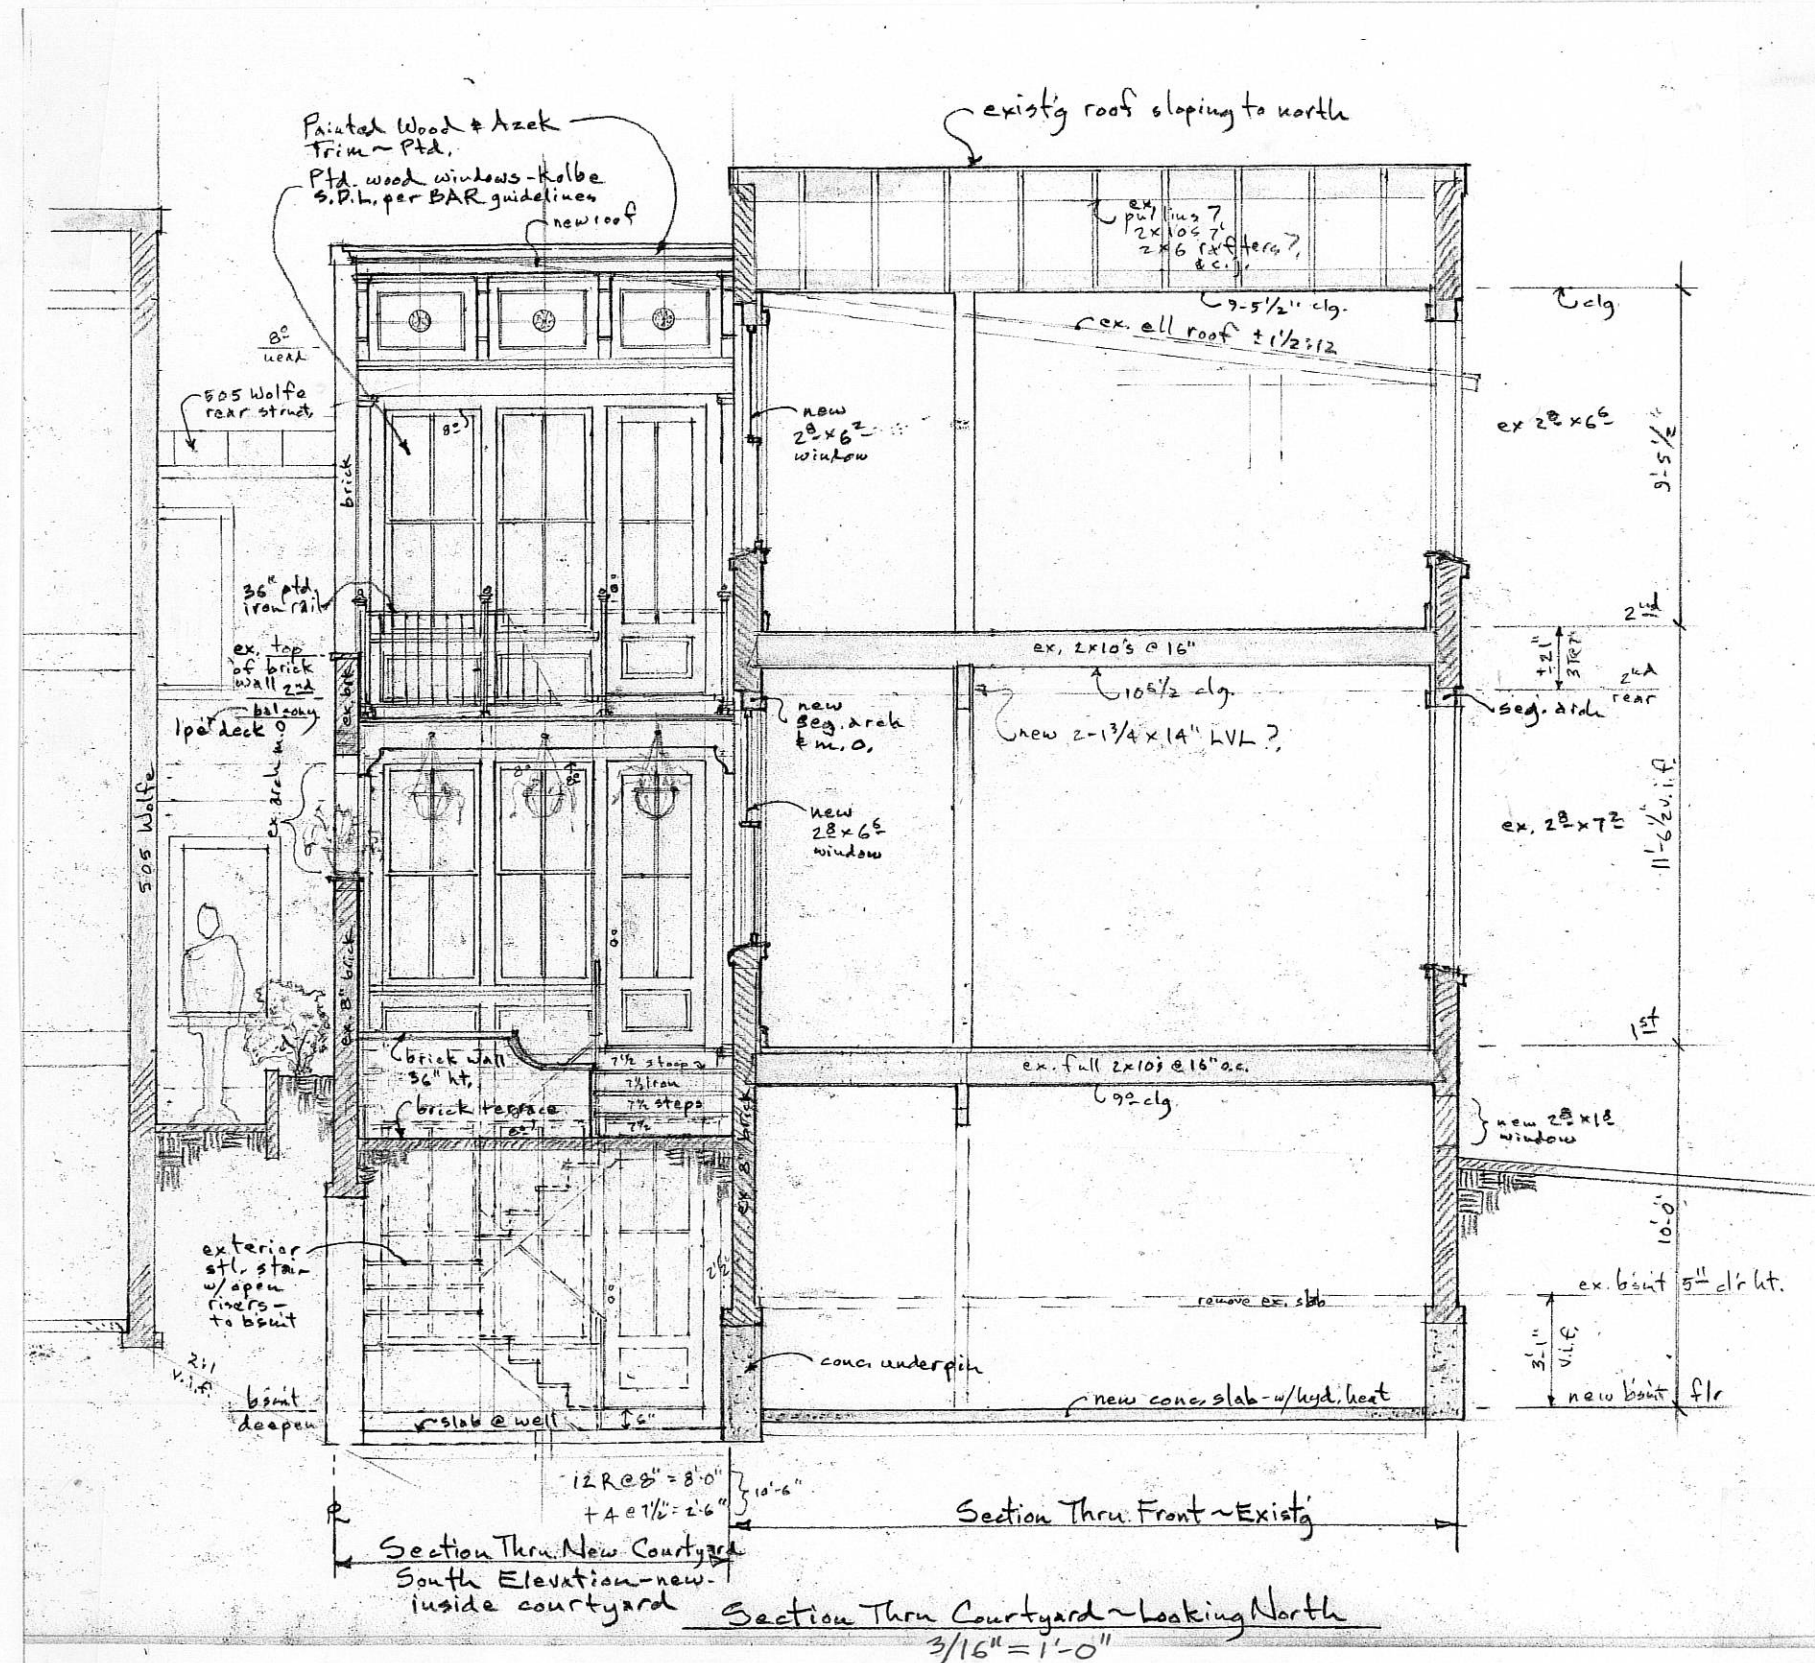 exist'g roof sloping to north
Painted Wood & Azek
Trim ~ Ptd.
Ptd. wood windows - Kolbe
S.D.L. per BAR guidelines
new roof
ex.
purlins?
2x10s?
2x6 rafters?
& c.j.
9-5 1/2" clg.
clg
ex. ell roof ± 1 1/2:12
8⁰
head
505 Wolfe
rear struct.
brick
8⁰
new
2⁸ x 6²
window
ex 2⁸ x 6⁶
9'-5 1/2"
36" ptd.
iron rail
ex. top
of brick
wall 2nd
balcony
Ipe deck
ex. brk
ex. arch m.o.
2nd
ex. 2x10's @ 16"
± 21"
10 5 1/2 clg.
2nd
rear
seg. arch
new
seg. arch
& m.o.
new 2-1 3/4 x 14" LVL ?
505 Wolfe
8⁰
new
2⁸ x 6⁶
window
ex. 2⁸ x 7²
11'-6 1/2 v.i.f.
ex. 8" brick
1st
brick wall
36" ht.
7 1/2 stoop
7 1/2 iron
7 1/2 steps
7 1/2
brick terrace
ex. full 2x10s @ 16" o.c.
9⁰ clg
ex 8" brick
new 2⁸ x 1⁸
window
10'-0"
exterior
stl. stair
w/ open
risers -
to bsmt
remove ex. slab
ex. bsmt 5¹¹ cl'r ht.
3'-1"
v.i.f.
conc. underpin
2:1
v.i.f.
bsmt
deepen
slab @ well
6"
new conc. slab - w/ hyd. heat
new bsmt flr
12 R @ 8" = 8'-0"
+ 4 @ 7 1/2" = 2'-6"
10'-6"
Section Thru Front ~ Exist'g
Section Thru New Courtyard
South Elevation - new -
inside courtyard
Section Thru Courtyard ~ Looking North
3/16" = 1'-0"